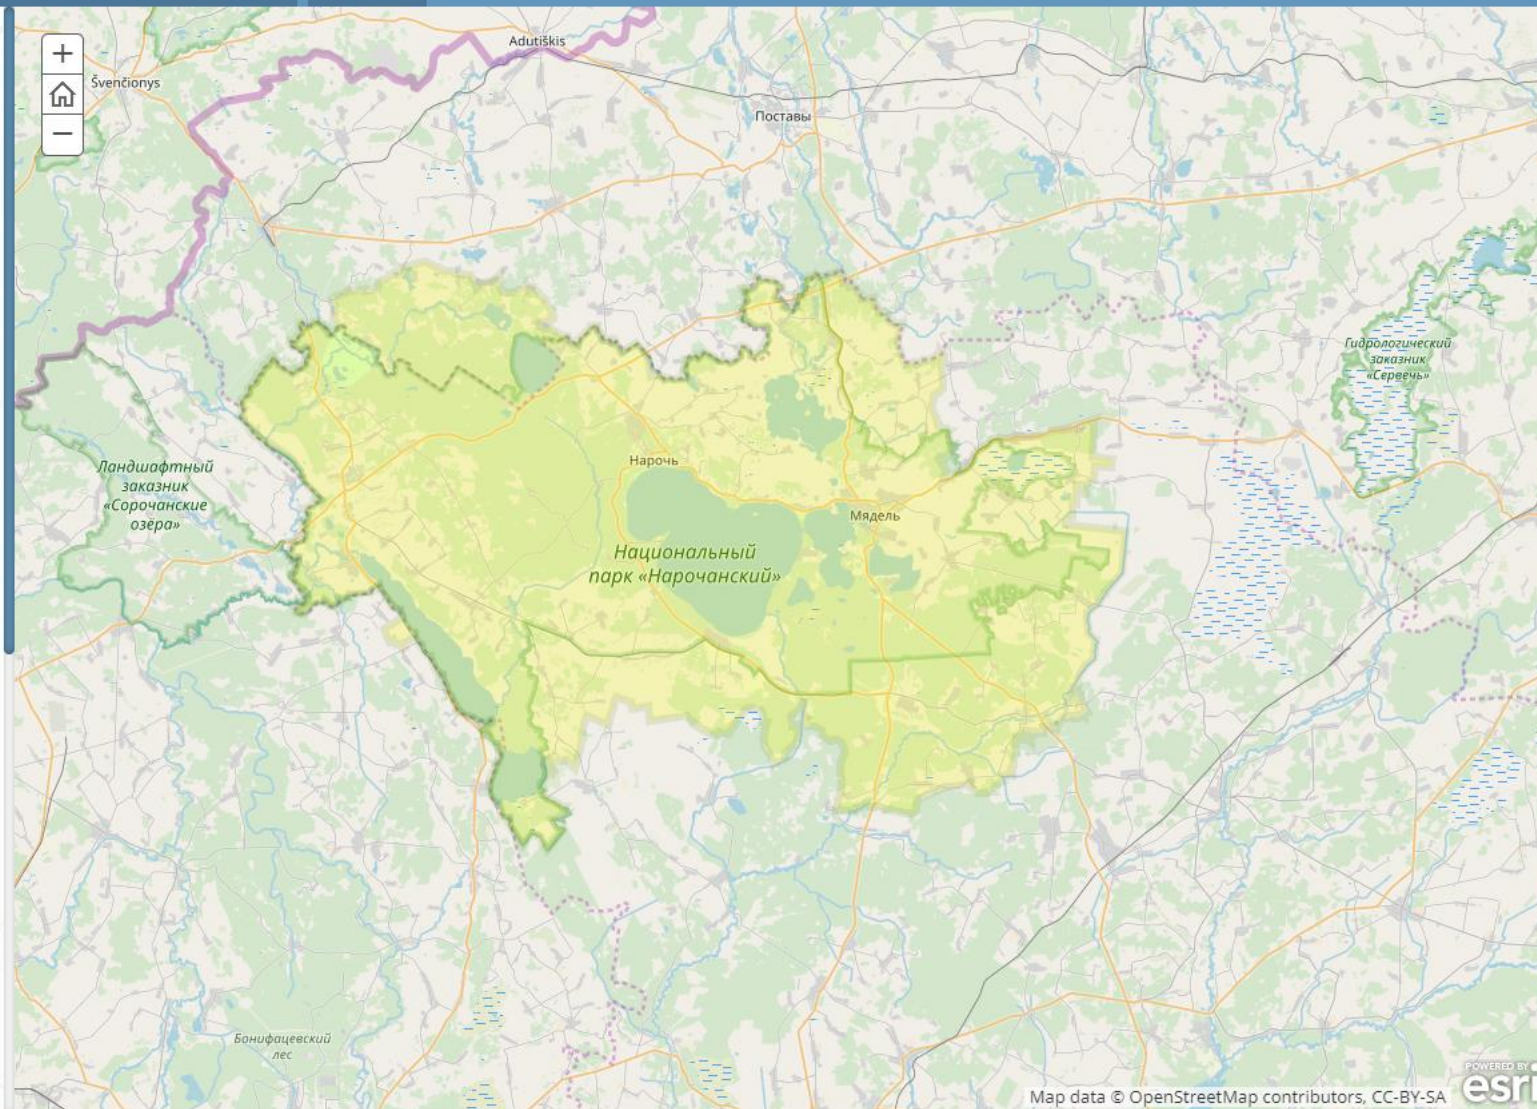 +
−
Adutiškis
Švenčionys
Поставы
Гидрологический
заказник
«Сервечь»
Нарочь
Ландшафтный
заказник
«Сорочанские
озёра»
Мядель
Национальный
парк «Нарочанский»
Бонифацевский
лес
POWERED BY
esri
Map data © OpenStreetMap contributors, CC-BY-SA